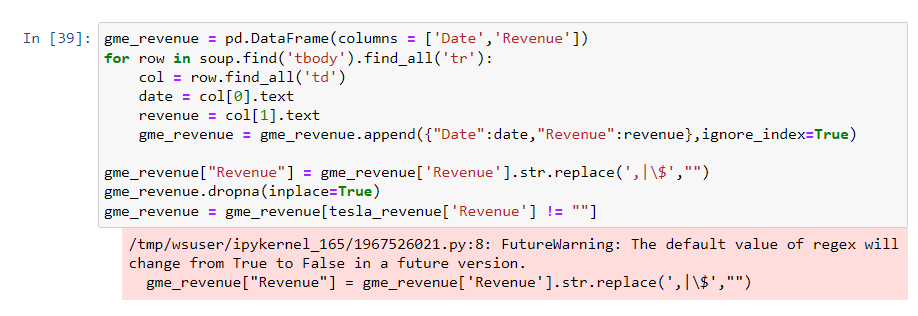 In [39]: gme_revenue = pd.DataFrame(columns = ['Date','Revenue'])
for row in soup.find('tbody').find_all('tr'):
    col = row.find_all('td')
    date = col[0].text
    revenue = col[1].text
    gme_revenue = gme_revenue.append({"Date":date,"Revenue":revenue},ignore_index=True)
gme_revenue["Revenue"] = gme_revenue['Revenue'].str.replace(',|\$',"")
gme_revenue.dropna(inplace=True)
gme_revenue = gme_revenue[tesla_revenue['Revenue'] != ""]
/tmp/wsuser/ipykernel_165/1967526021.py:8: FutureWarning: The default value of regex will
change from True to False in a future version.
  gme_revenue["Revenue"] = gme_revenue['Revenue'].str.replace(',|\$',"")